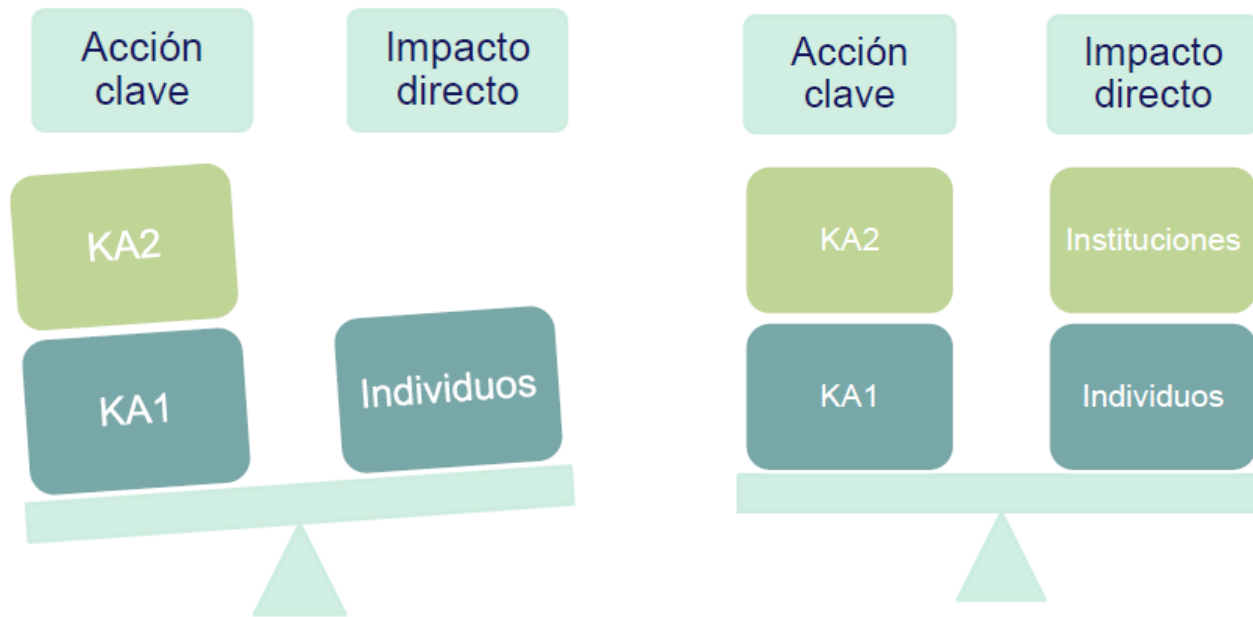 Acción
clave
Impacto
directo
KA2
KA1
Individuos
Acción
clave
Impacto
directo
KA2
Instituciones
KA1
Individuos